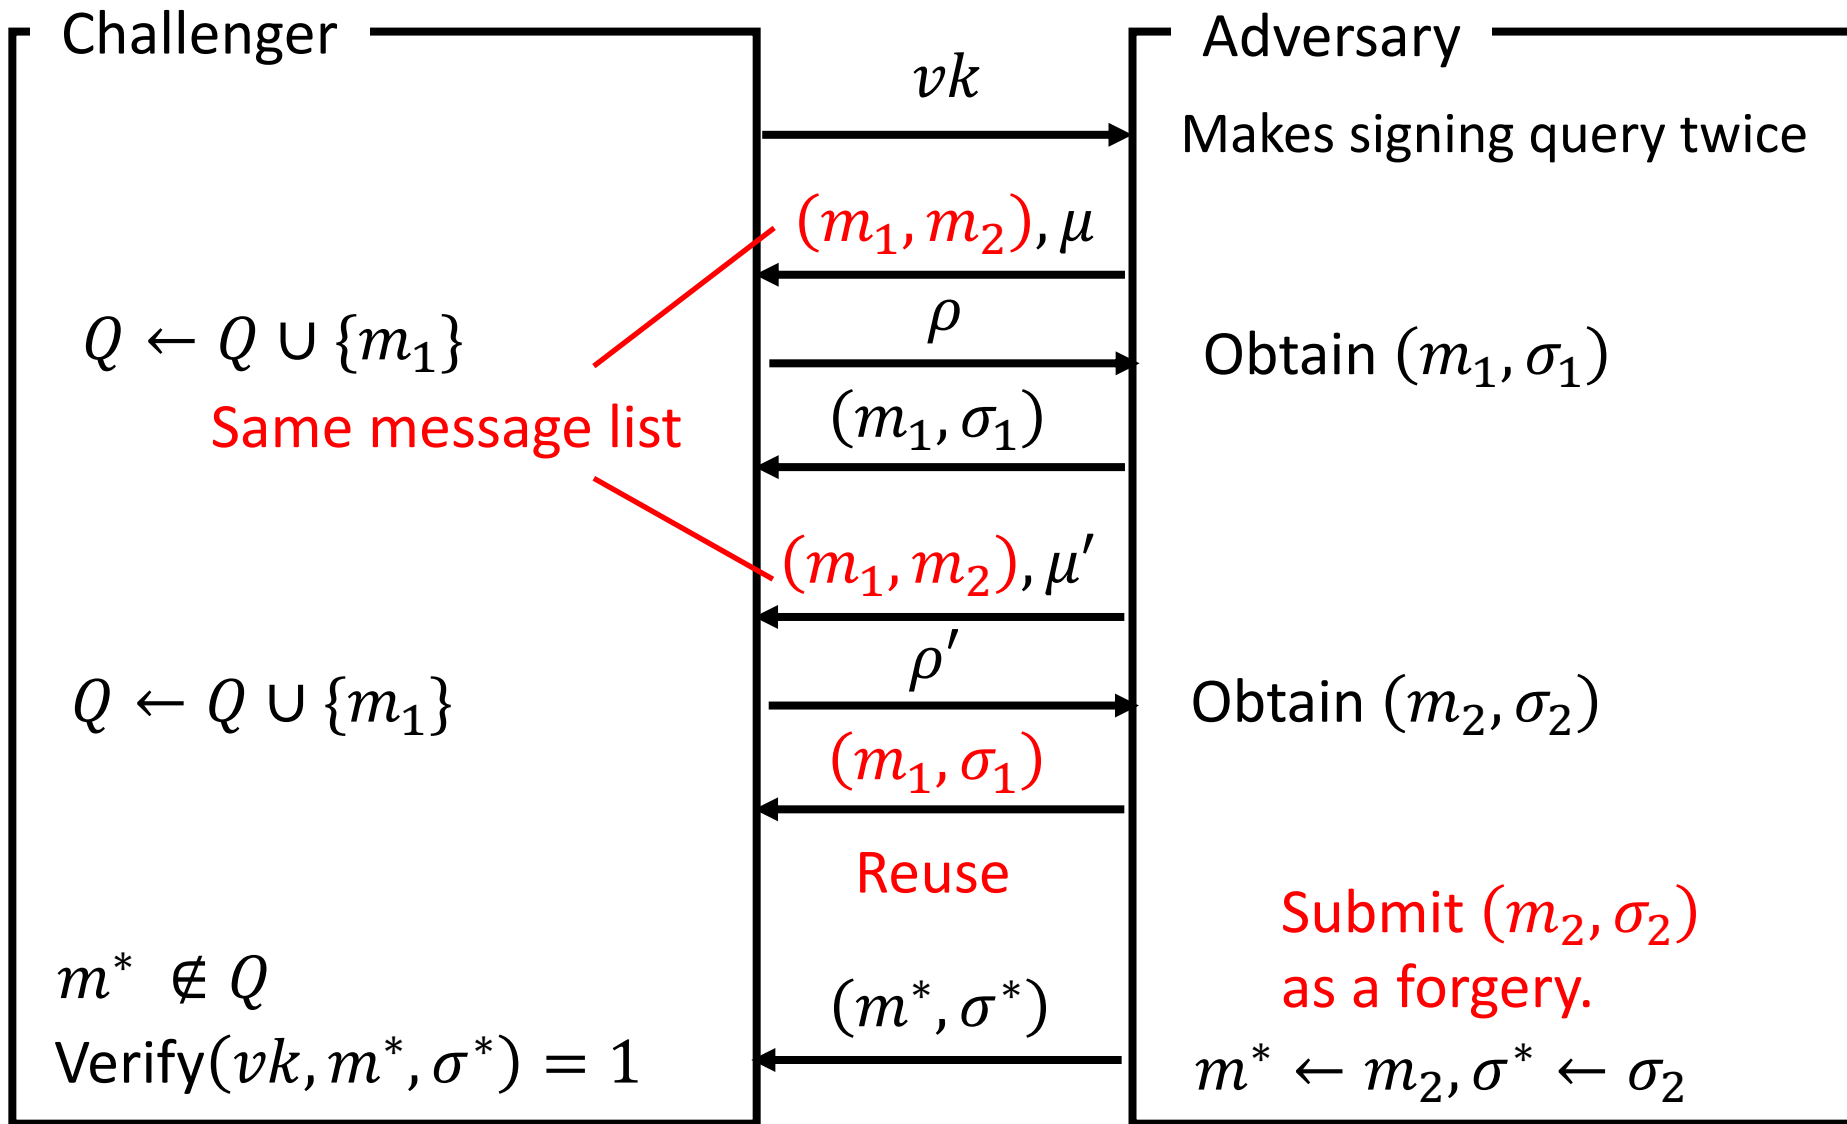 Challenger
Adversary
𝑣𝑘
Makes signing query twice
(𝑚₁, 𝑚₂), 𝜇
𝜌
𝑄 ← 𝑄 ∪ {𝑚₁}
Obtain (𝑚₁, 𝜎₁)
Same message list
(𝑚₁, 𝜎₁)
(𝑚₁, 𝑚₂), 𝜇′
𝜌′
𝑄 ← 𝑄 ∪ {𝑚₁}
Obtain (𝑚₂, 𝜎₂)
(𝑚₁, 𝜎₁)
Reuse
Submit (𝑚₂, 𝜎₂)
as a forgery.
𝑚* ∉ 𝑄
(𝑚*, 𝜎*)
Verify(𝑣𝑘, 𝑚*, 𝜎*) = 1
𝑚* ← 𝑚₂, 𝜎* ← 𝜎₂